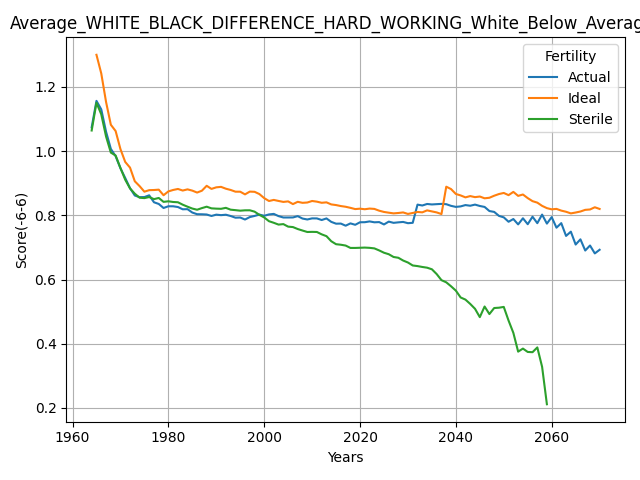 Average_WHITE_BLACK_DIFFERENCE_HARD_WORKING_White_Below_Averag
Fertility
Actual
Ideal
Sterile
Score(-6-6)
1.2
1.0
0.8
0.6
0.4
0.2
1960 1980 2000 2020 2040 2060
Years